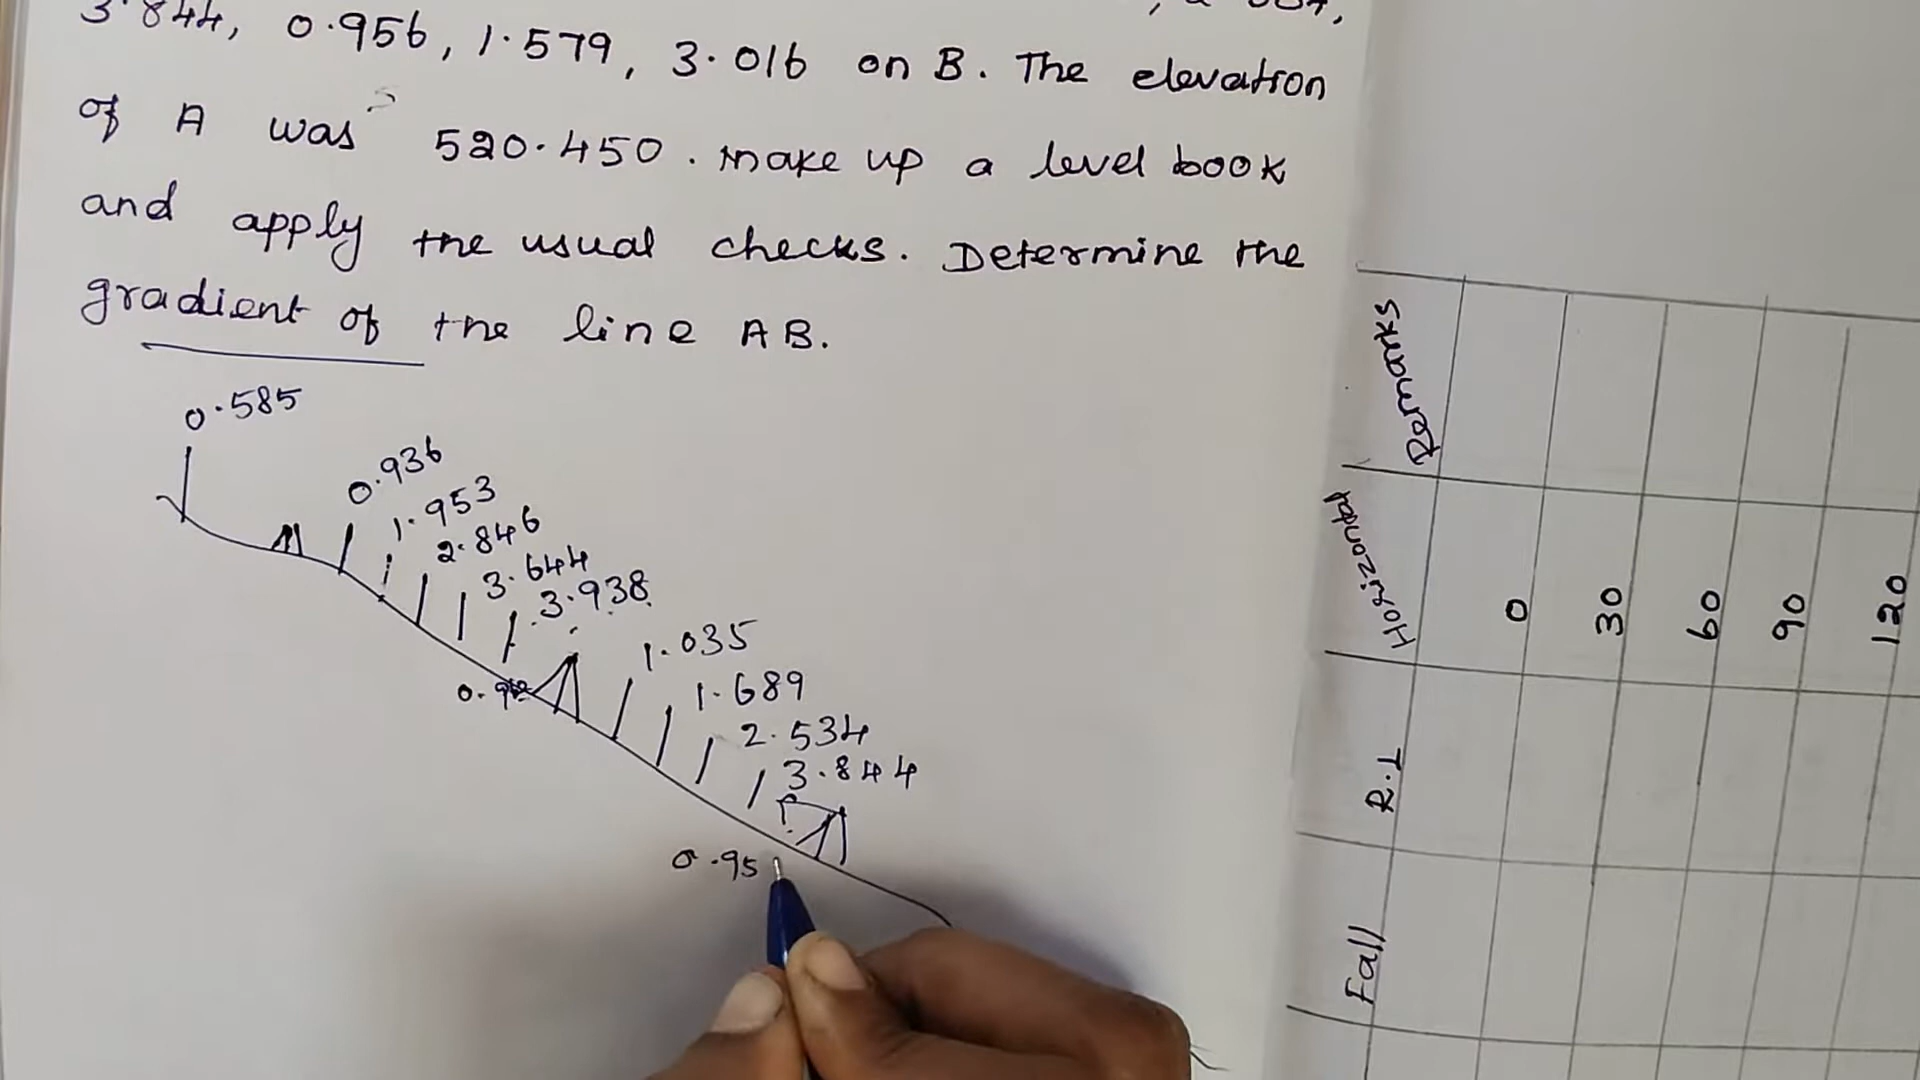 3.844, 0.956, 1.579, 3.016 on B. The elevation
of A was 520.450. Make up a level book
and apply the usual checks. Determine the
gradient of the line AB.
0.585
0.936
1.953
2.846
3.644
3.938
1.035
1.689
2.534
3.844
0.95
Remarks
Horizontal
0
30
60
90
120
R.L
Fall